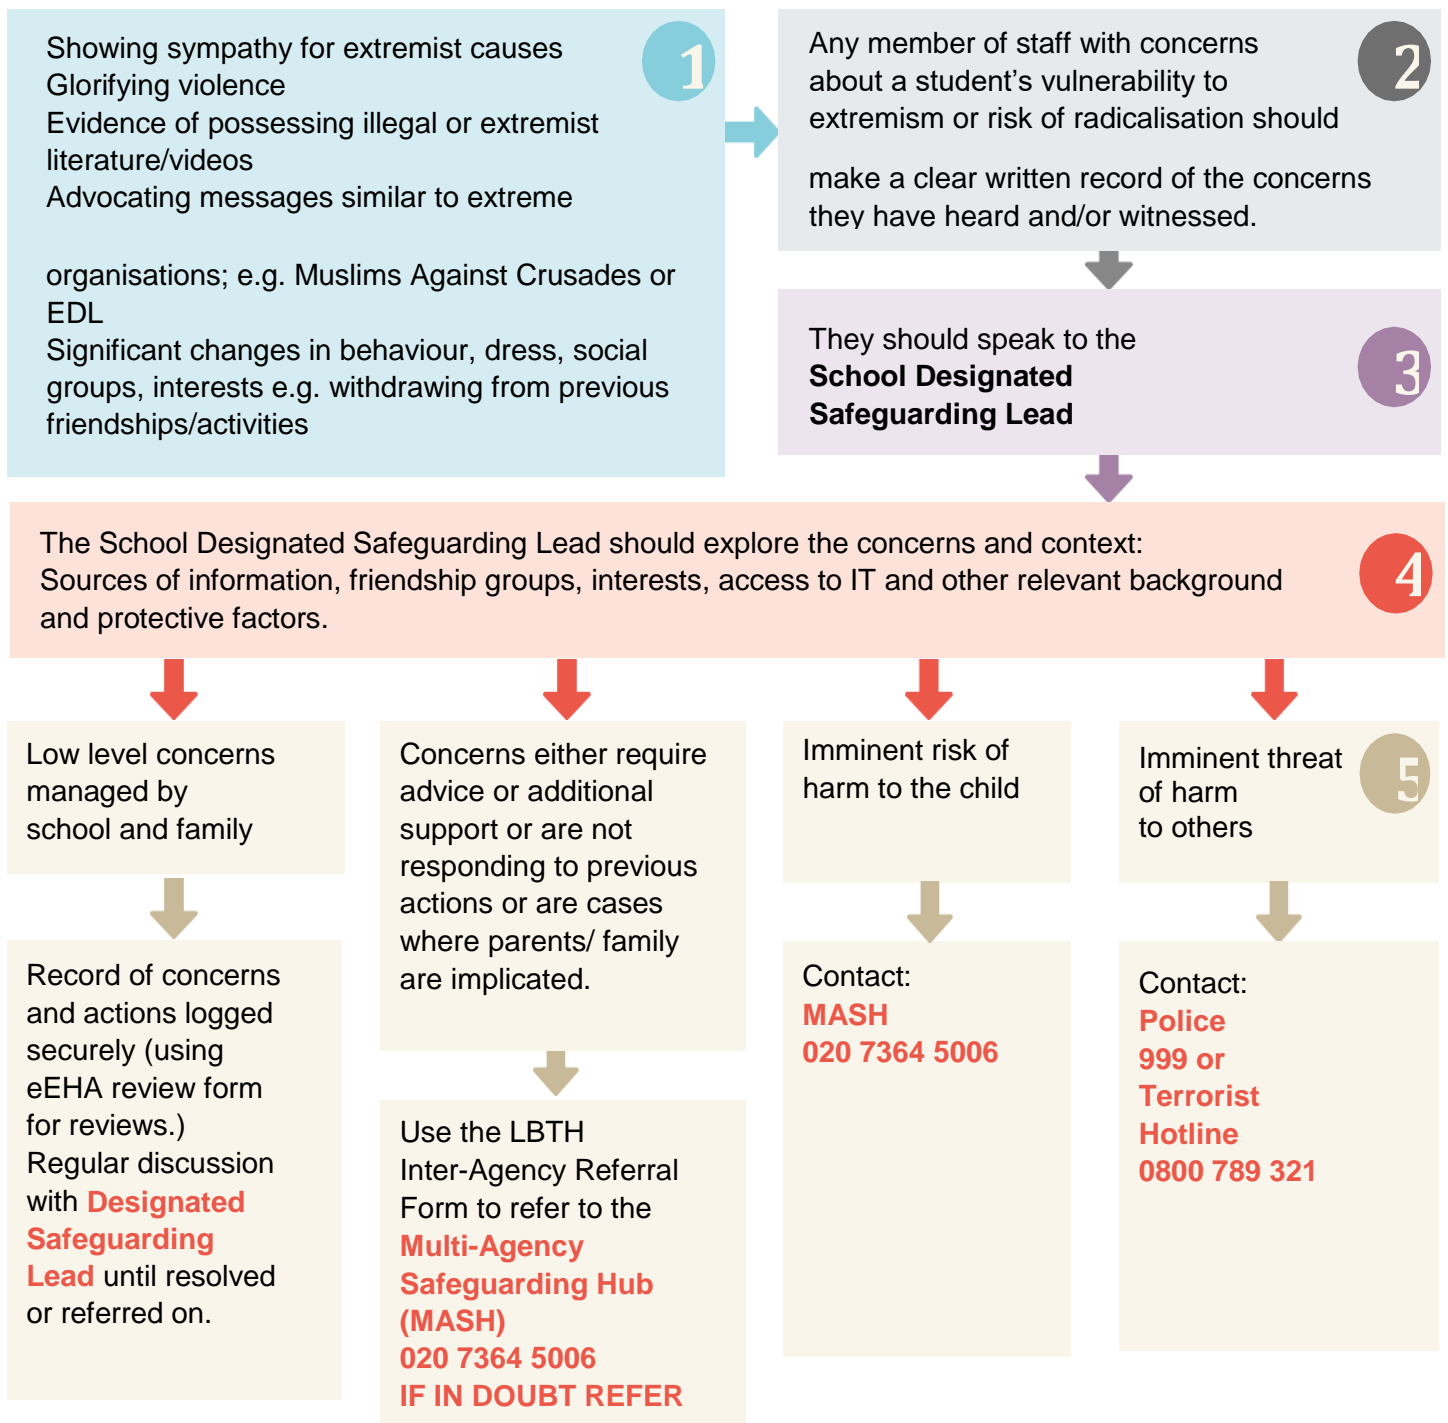 Showing sympathy for extremist causes
Glorifying violence
Evidence of possessing illegal or extremist
literature/videos
Advocating messages similar to extreme
organisations; e.g. Muslims Against Crusades or
EDL
Significant changes in behaviour, dress, social
groups, interests e.g. withdrawing from previous
friendships/activities
1
Any member of staff with concerns
about a student’s vulnerability to
extremism or risk of radicalisation should
make a clear written record of the concerns
they have heard and/or witnessed.
2
They should speak to the
School Designated
Safeguarding Lead
3
The School Designated Safeguarding Lead should explore the concerns and context:
Sources of information, friendship groups, interests, access to IT and other relevant background
and protective factors.
4
Low level concerns
managed by
school and family
Record of concerns
and actions logged
securely (using
eEHA review form
for reviews.)
Regular discussion
with Designated
Safeguarding
Lead until resolved
or referred on.
Concerns either require
advice or additional
support or are not
responding to previous
actions or are cases
where parents/ family
are implicated.
Use the LBTH
Inter-Agency Referral
Form to refer to the
Multi-Agency
Safeguarding Hub
(MASH)
020 7364 5006
IF IN DOUBT REFER
Imminent risk of
harm to the child
Contact:
MASH
020 7364 5006
Imminent threat
of harm
to others
5
Contact:
Police
999 or
Terrorist
Hotline
0800 789 321